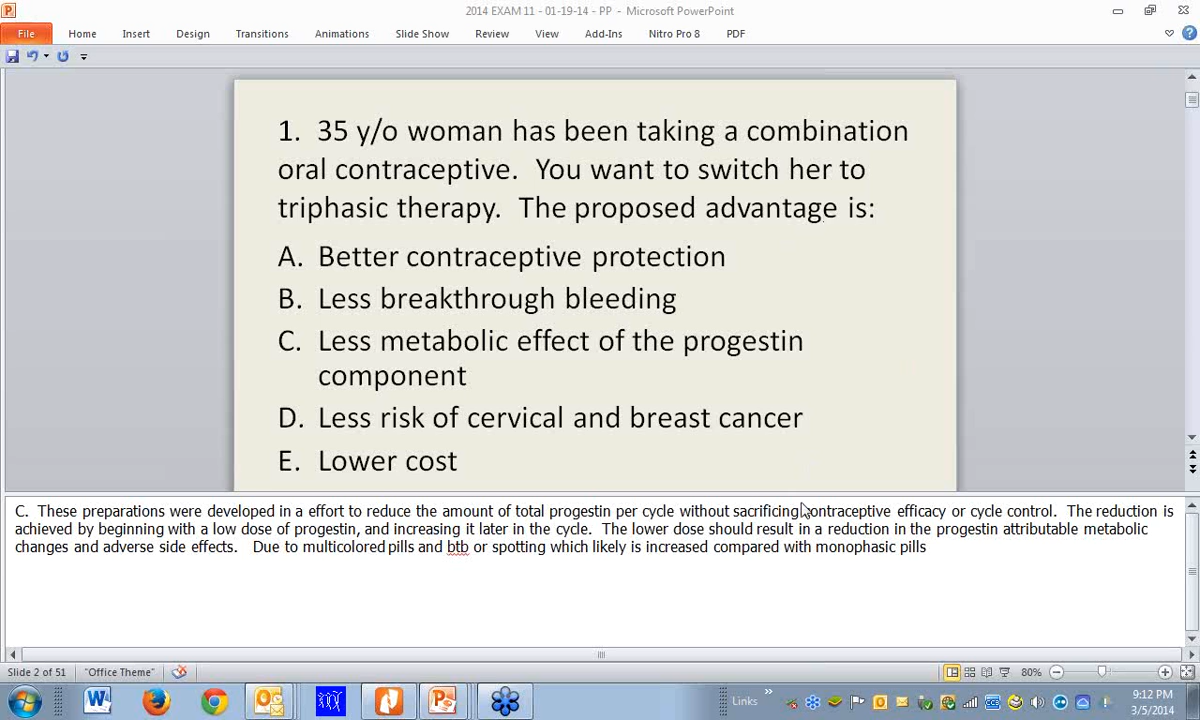 2014 EXAM 11 - 01-19-14 - PP - Microsoft PowerPoint
File Home Insert Design Transitions Animations Slide Show Review View Add-Ins Nitro Pro 8 PDF
1. 35 y/o woman has been taking a combination
oral contraceptive. You want to switch her to
triphasic therapy. The proposed advantage is:
A. Better contraceptive protection
B. Less breakthrough bleeding
C. Less metabolic effect of the progestin
component
D. Less risk of cervical and breast cancer
E. Lower cost
C. These preparations were developed in a effort to reduce the amount of total progestin per cycle without sacrificing contraceptive efficacy or cycle control. The reduction is
achieved by beginning with a low dose of progestin, and increasing it later in the cycle. The lower dose should result in a reduction in the progestin attributable metabolic
changes and adverse side effects. Due to multicolored pills and btb or spotting which likely is increased compared with monophasic pills
Slide 2 of 51 "Office Theme" 80%
Links 9:12 PM
3/5/2014